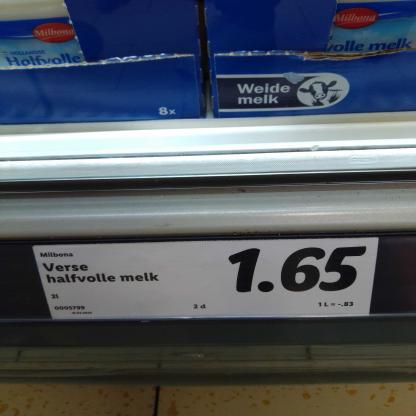 Milbona
HOLLANDSE
Halfvolle
8x
Milbona
volle melk
Weide
melk
Milbona
Verse
halfvolle melk
2l
0005799
2 d
1.65
1 L = -.83